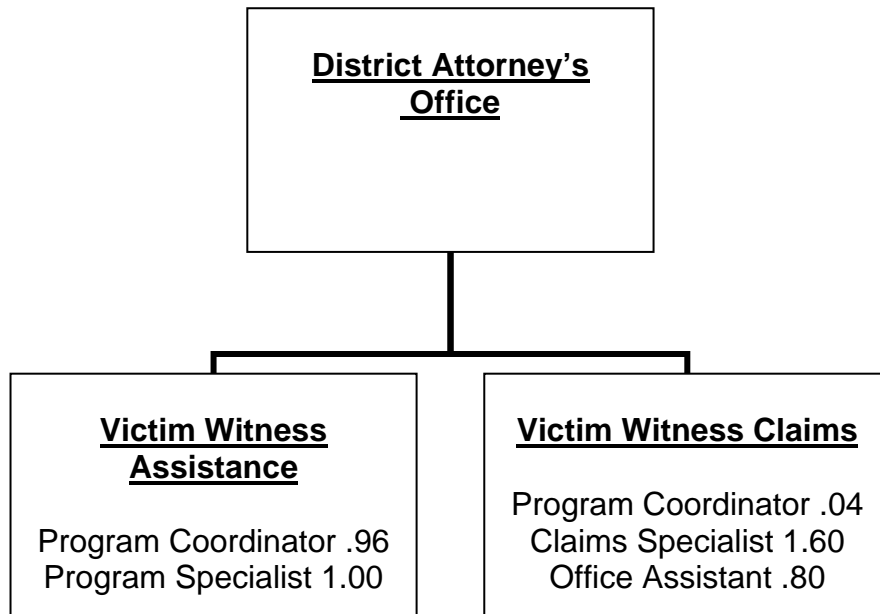 District Attorney's
Office
Victim Witness
Assistance
Program Coordinator .96
Program Specialist 1.00
Victim Witness Claims
Program Coordinator .04
Claims Specialist 1.60
Office Assistant .80